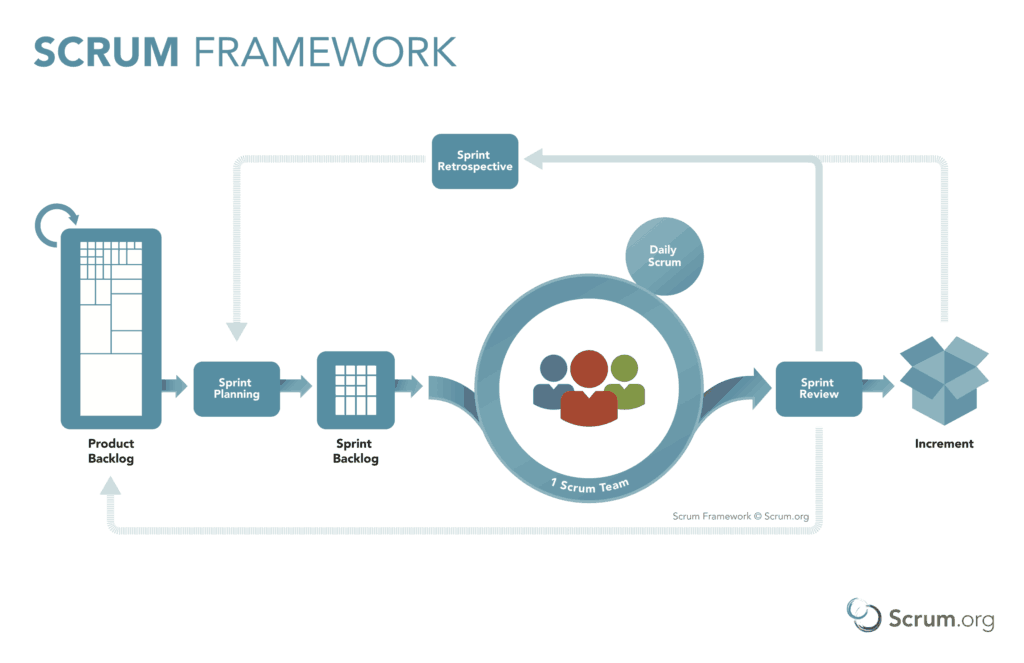 SCRUM FRAMEWORK
Sprint
Retrospective
Daily
Scrum
Sprint
Planning
Sprint
Review
Product
Backlog
Sprint
Backlog
1 Scrum Team
Increment
Scrum Framework © Scrum.org
Scrum.org